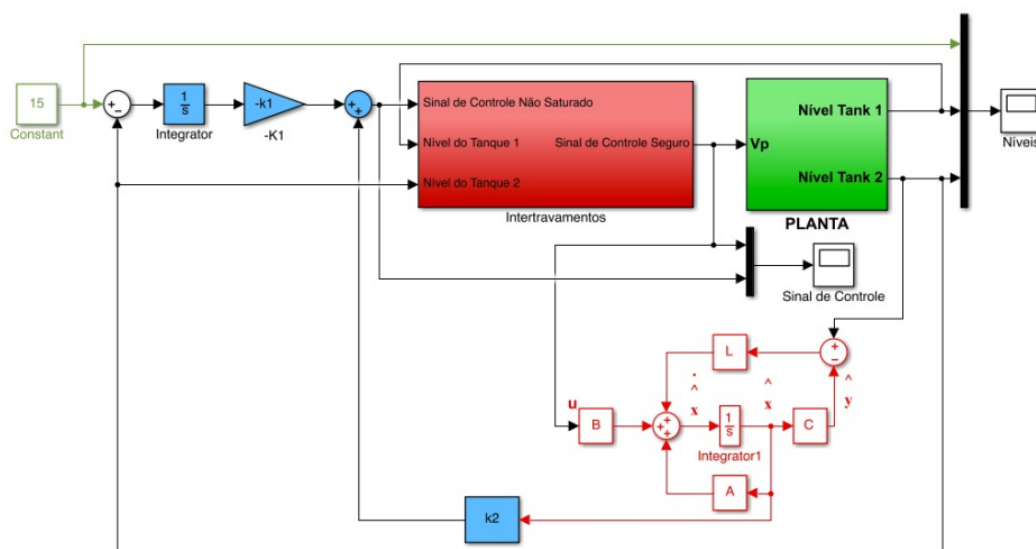 15
Constant
+
−
1
s
Integrator
-k1
-K1
+
+
Sinal de Controle Não Saturado
Nível do Tanque 1
Nível do Tanque 2
Sinal de Controle Seguro
Intertravamentos
Vp
Nível Tank 1
Nível Tank 2
PLANTA
Níveis
Sinal de Controle
L
+
−
u
B
+
+
+
^
x
1
s
Integrator1
^
x
C
^
y
A
k2